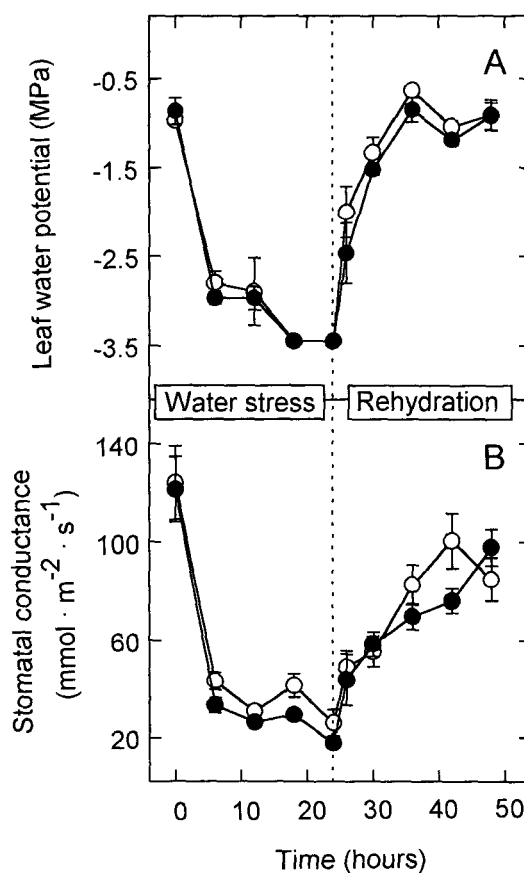 A
Leaf water potential (MPa)
-0.5
-1.5
-2.5
-3.5
Water stress
Rehydration
B
Stomatal conductance
(mmol · m⁻² · s⁻¹)
140
100
60
20
0 10 20 30 40 50
Time (hours)